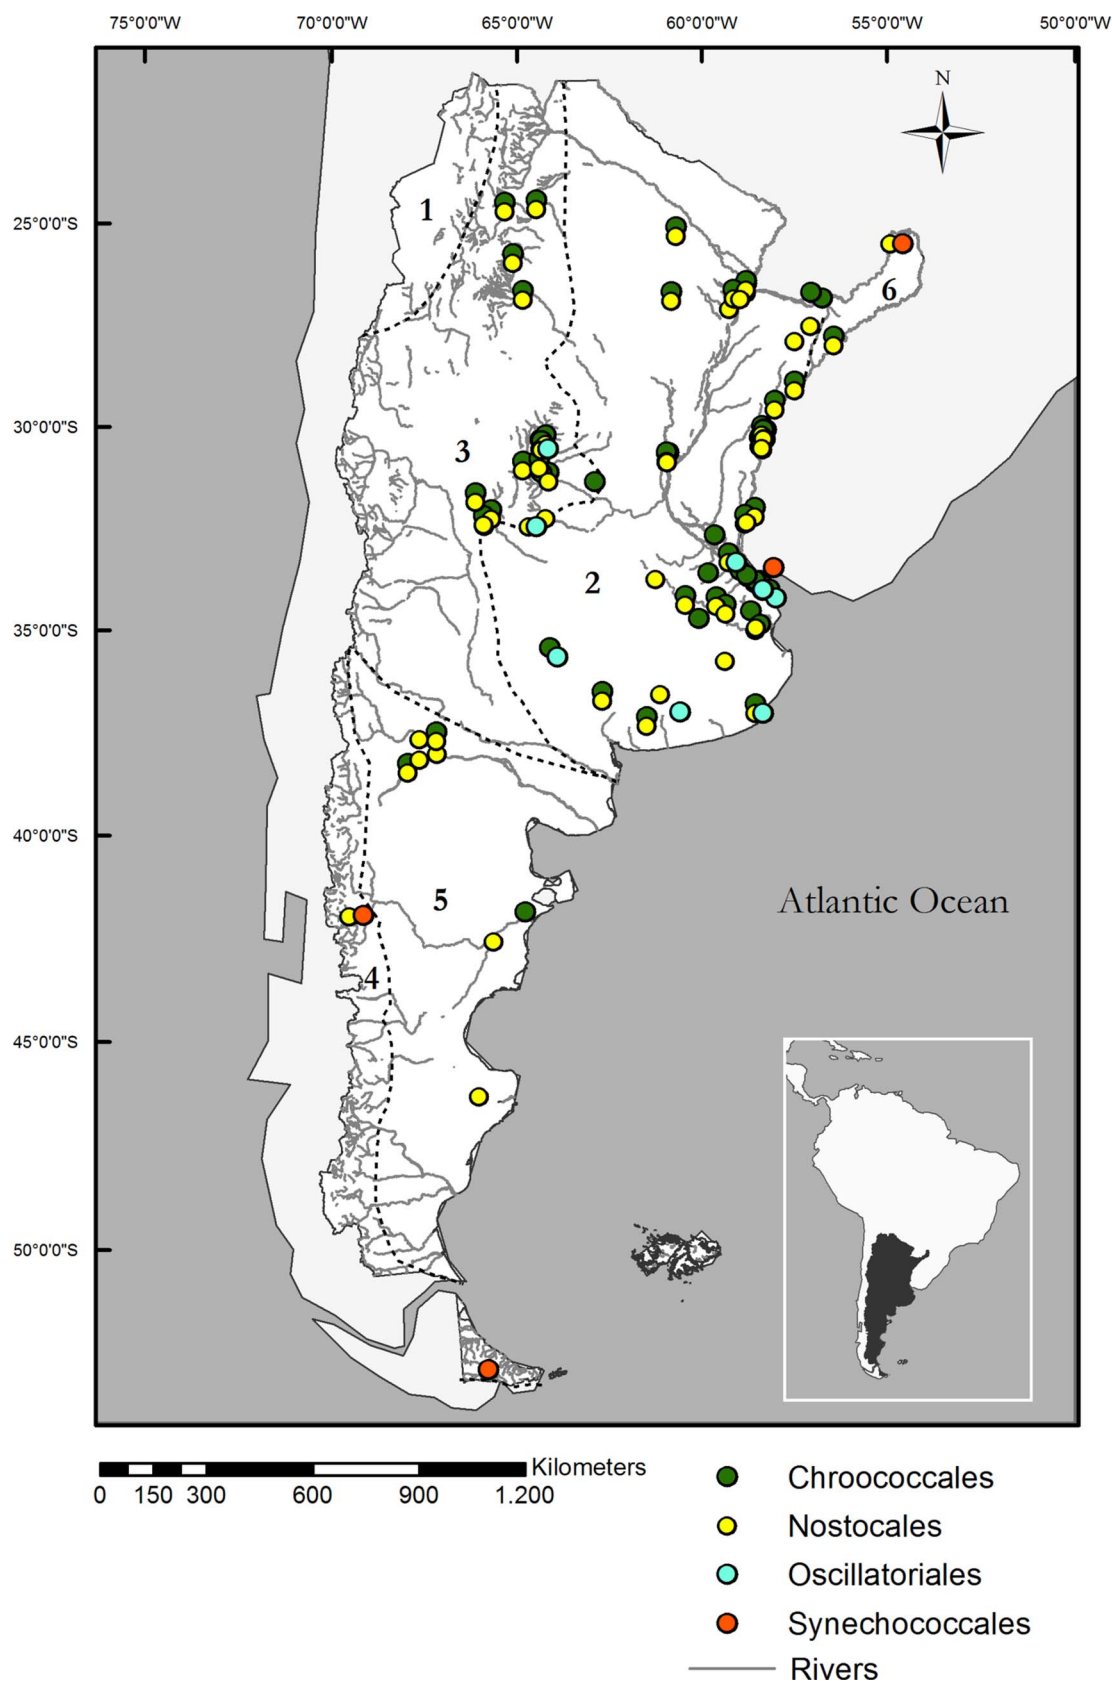 75°0'0"W 70°0'0"W 65°0'0"W 60°0'0"W 55°0'0"W 50°0'0"W
N
25°0'0"S
1
6
30°0'0"S
3
2
35°0'0"S
40°0'0"S
5
Atlantic Ocean
4
45°0'0"S
50°0'0"S
Kilometers
0 150 300 600 900 1.200
Chroococcales
Nostocales
Oscillatoriales
Synechococcales
Rivers